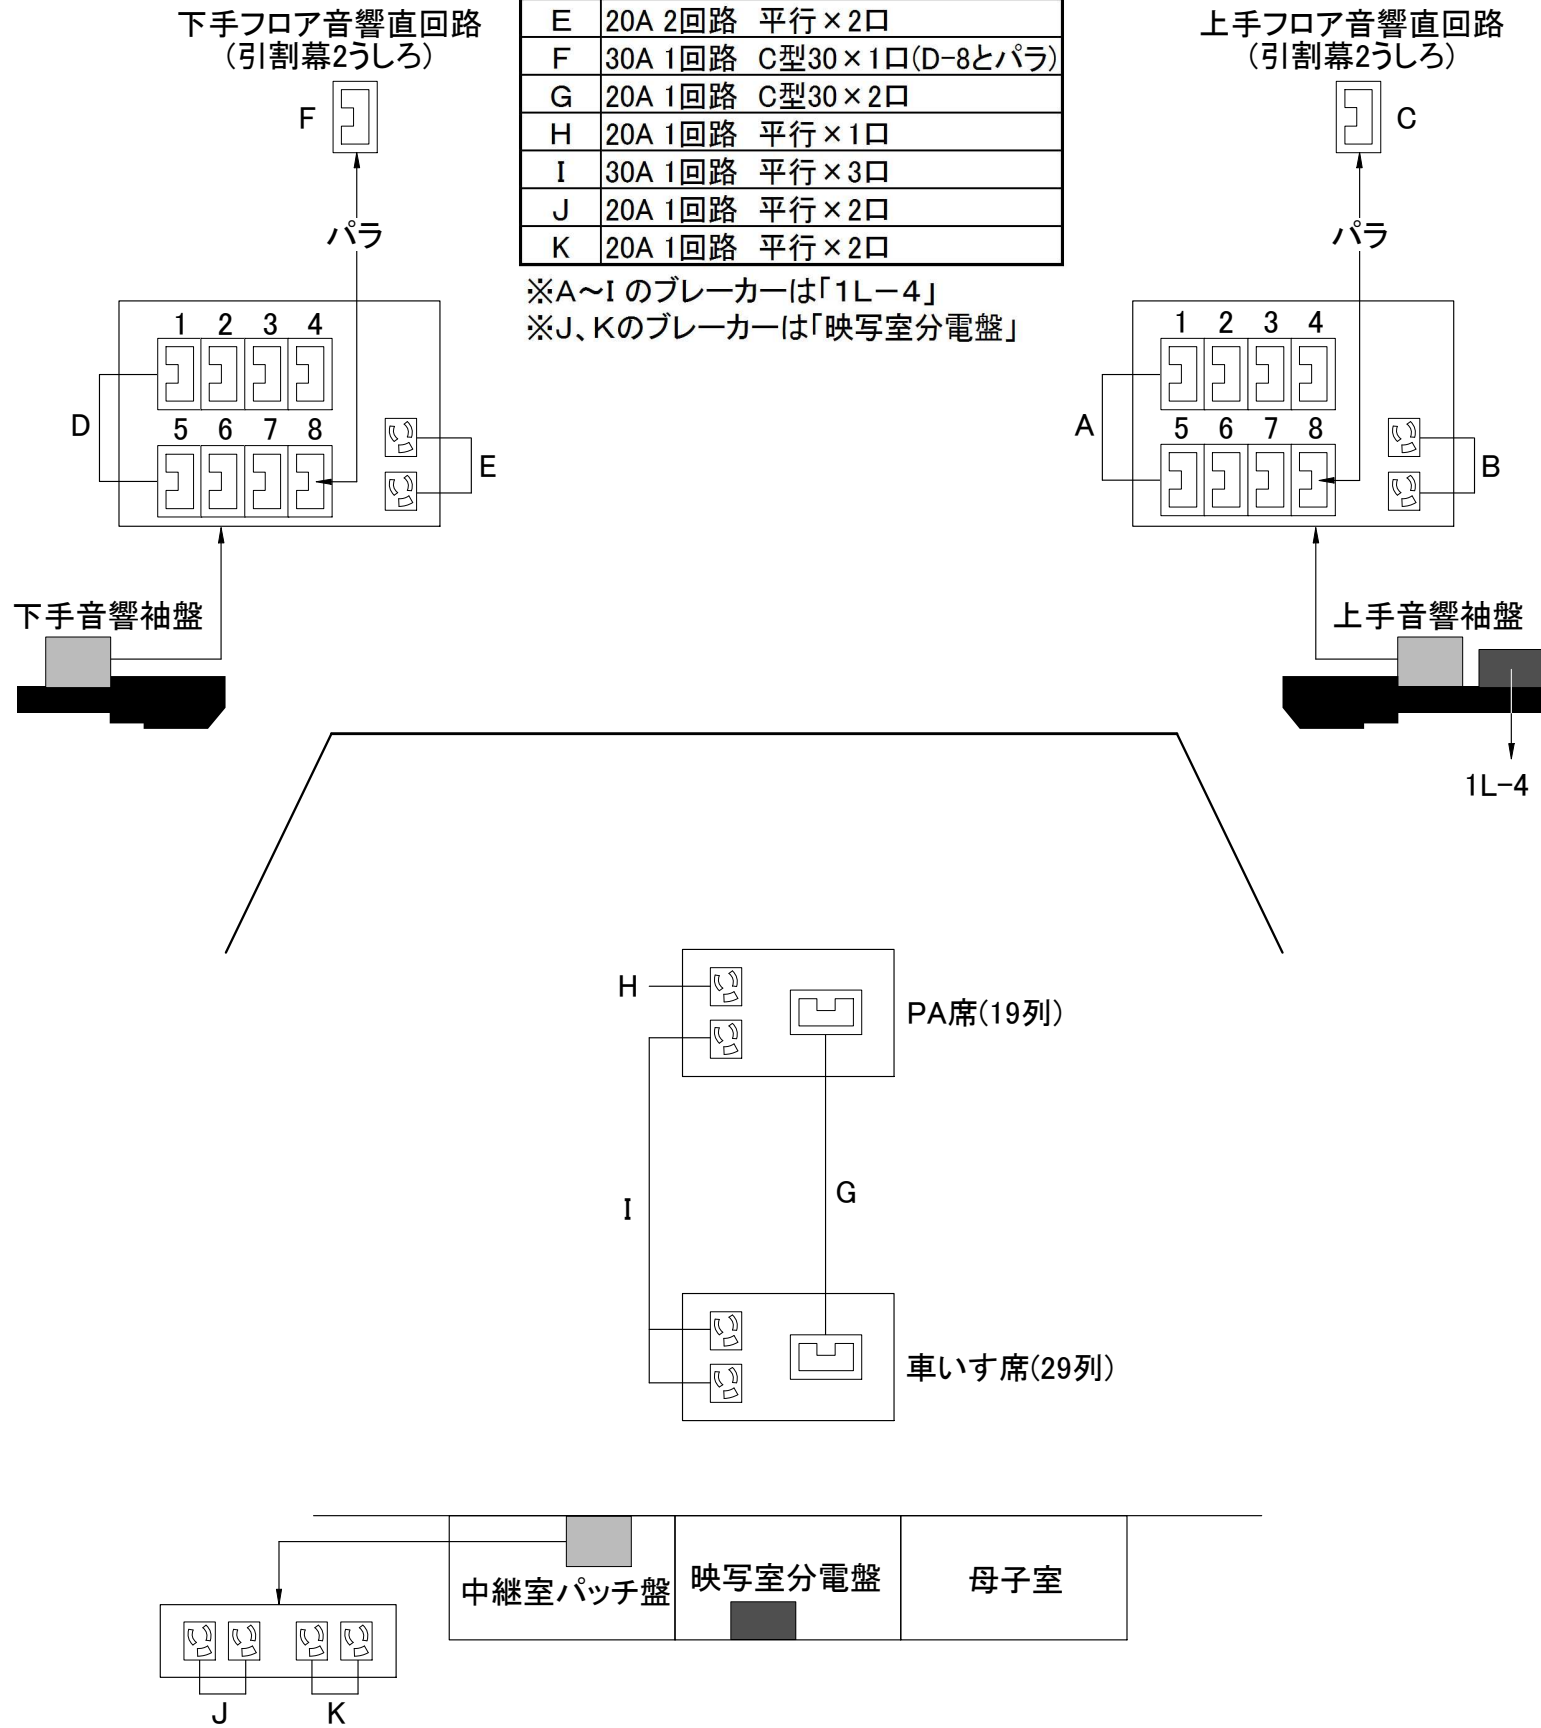 下手フロア音響直回路
(引割幕2うしろ)
F
パラ
E 20A 2回路 平行×2口
F 30A 1回路 C型30×1口(D-8とパラ)
G 20A 1回路 C型30×2口
H 20A 1回路 平行×1口
I 30A 1回路 平行×3口
J 20A 1回路 平行×2口
K 20A 1回路 平行×2口
※A～I のブレーカーは「1L-4」
※J、Kのブレーカーは「映写室分電盤」
上手フロア音響直回路
(引割幕2うしろ)
C
パラ
1 2 3 4
D
5 6 7 8
E
下手音響袖盤
1 2 3 4
A
5 6 7 8
B
上手音響袖盤
1L-4
H
PA席(19列)
I
G
車いす席(29列)
中継室パッチ盤
映写室分電盤
母子室
J
K